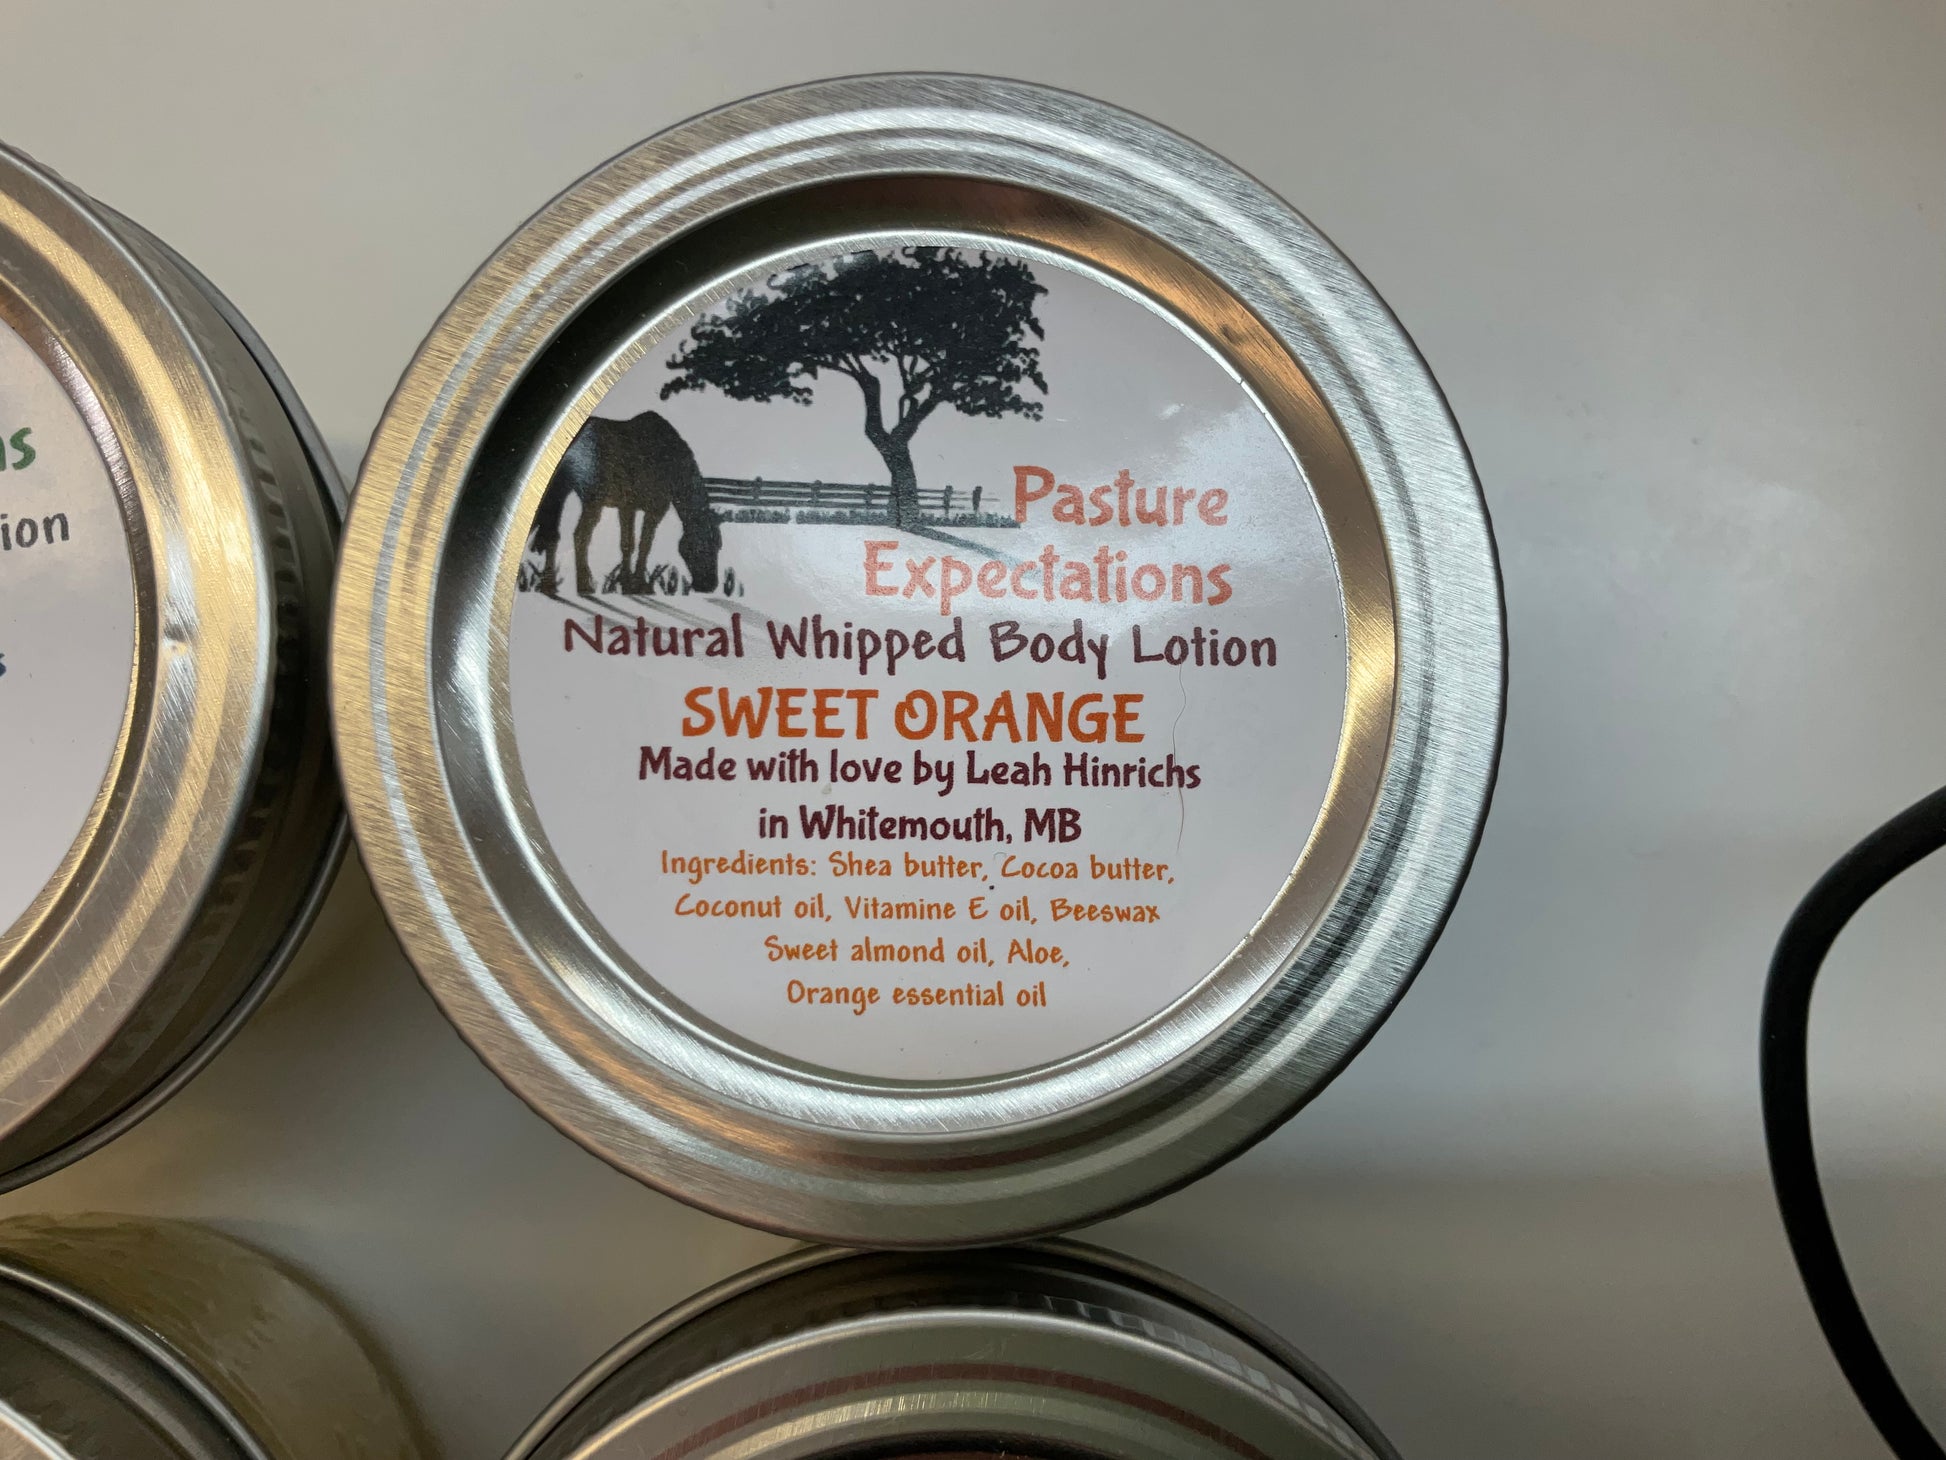 Pasture
Expectations
Natural Whipped Body Lotion
SWEET ORANGE
Made with love by Leah Hinrichs
in Whitemouth, MB
Ingredients: Shea butter, Cocoa butter,
Coconut oil, Vitamine E oil, Beeswax
Sweet almond oil, Aloe,
Orange essential oil